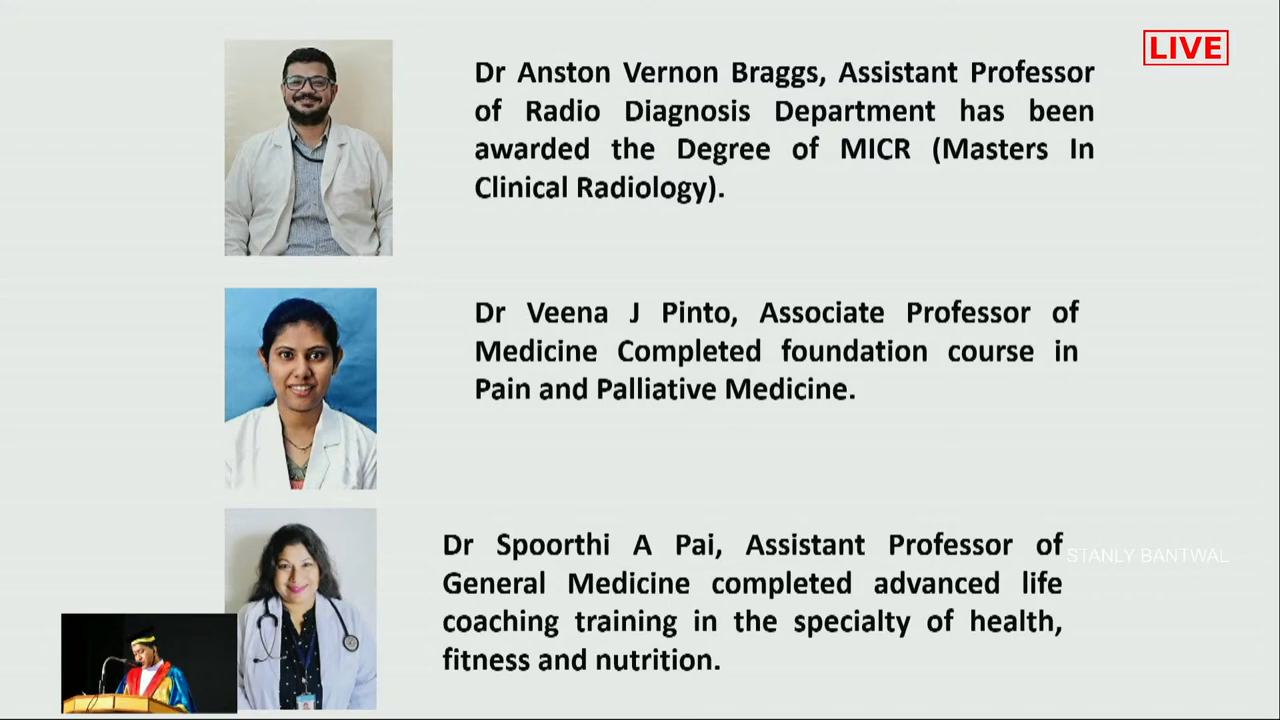 LIVE
Dr Anston Vernon Braggs, Assistant Professor
of Radio Diagnosis Department has been
awarded the Degree of MICR (Masters In
Clinical Radiology).
Dr Veena J Pinto, Associate Professor of
Medicine Completed foundation course in
Pain and Palliative Medicine.
Dr Spoorthi A Pai, Assistant Professor of
General Medicine completed advanced life
coaching training in the specialty of health,
fitness and nutrition.
STANLY BANTWAL